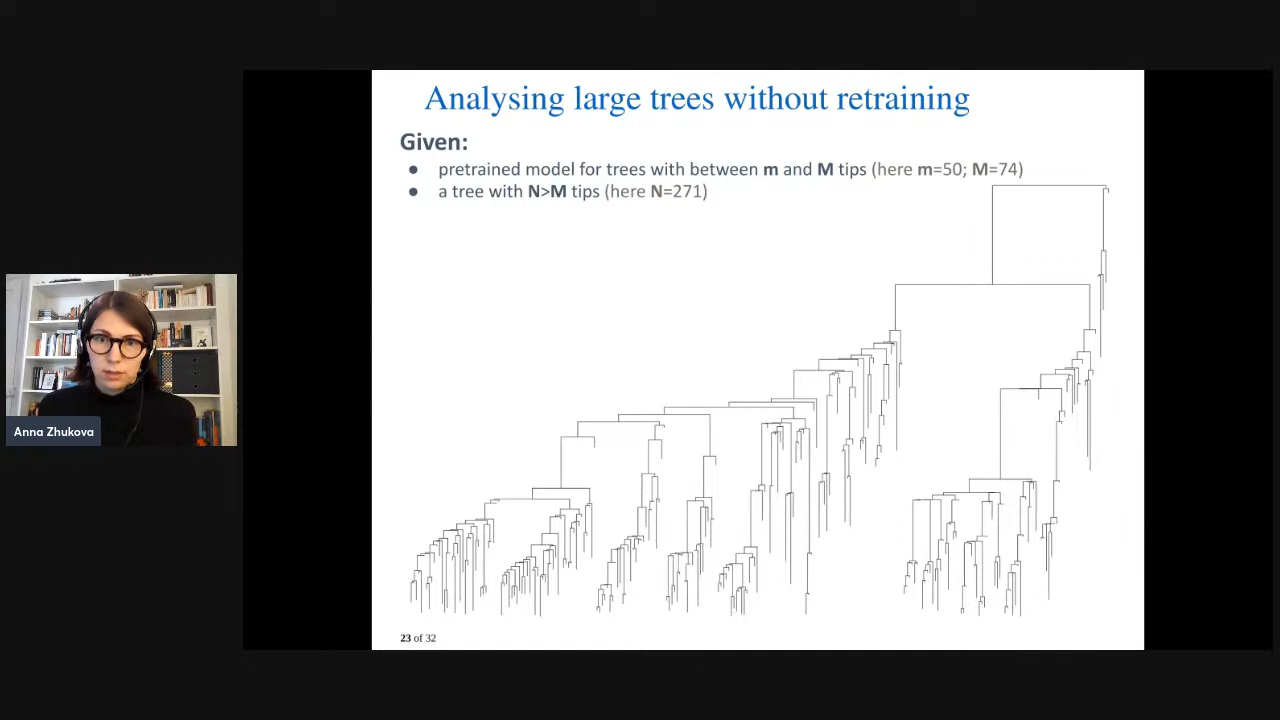 Analysing large trees without retraining
Given:
● pretrained model for trees with between m and M tips (here m=50; M=74)
● a tree with N>M tips (here N=271)
Anna Zhukova
23 of 32